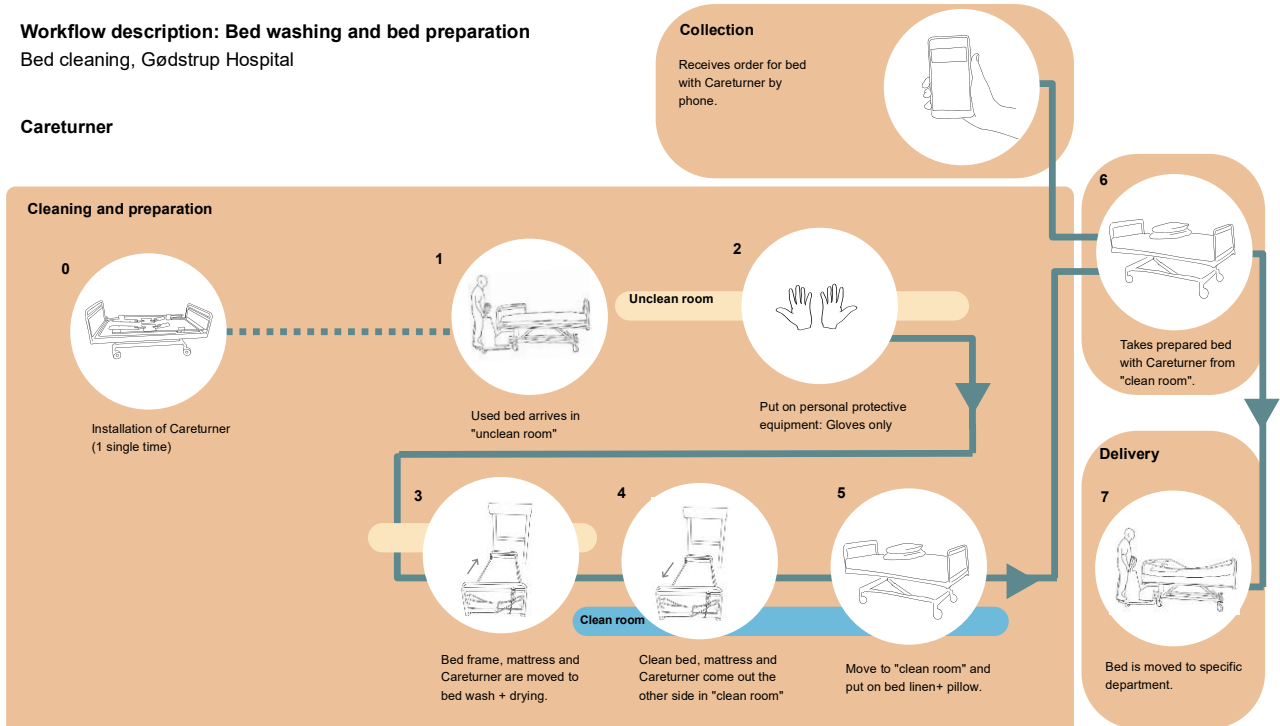 Workflow description: Bed washing and bed preparation
Bed cleaning, Gødstrup Hospital
Careturner
Collection
Receives order for bed
with Careturner by
phone.
Cleaning and preparation
0
Installation of Careturner
(1 single time)
1
Used bed arrives in
"unclean room"
Unclean room
2
Put on personal protective
equipment: Gloves only
3
Bed frame, mattress and
Careturner are moved to
bed wash + drying.
4
Clean bed, mattress and
Careturner come out the
other side in "clean room"
Clean room
5
Move to "clean room" and
put on bed linen+ pillow.
6
Takes prepared bed
with Careturner from
"clean room".
Delivery
7
Bed is moved to specific
department.